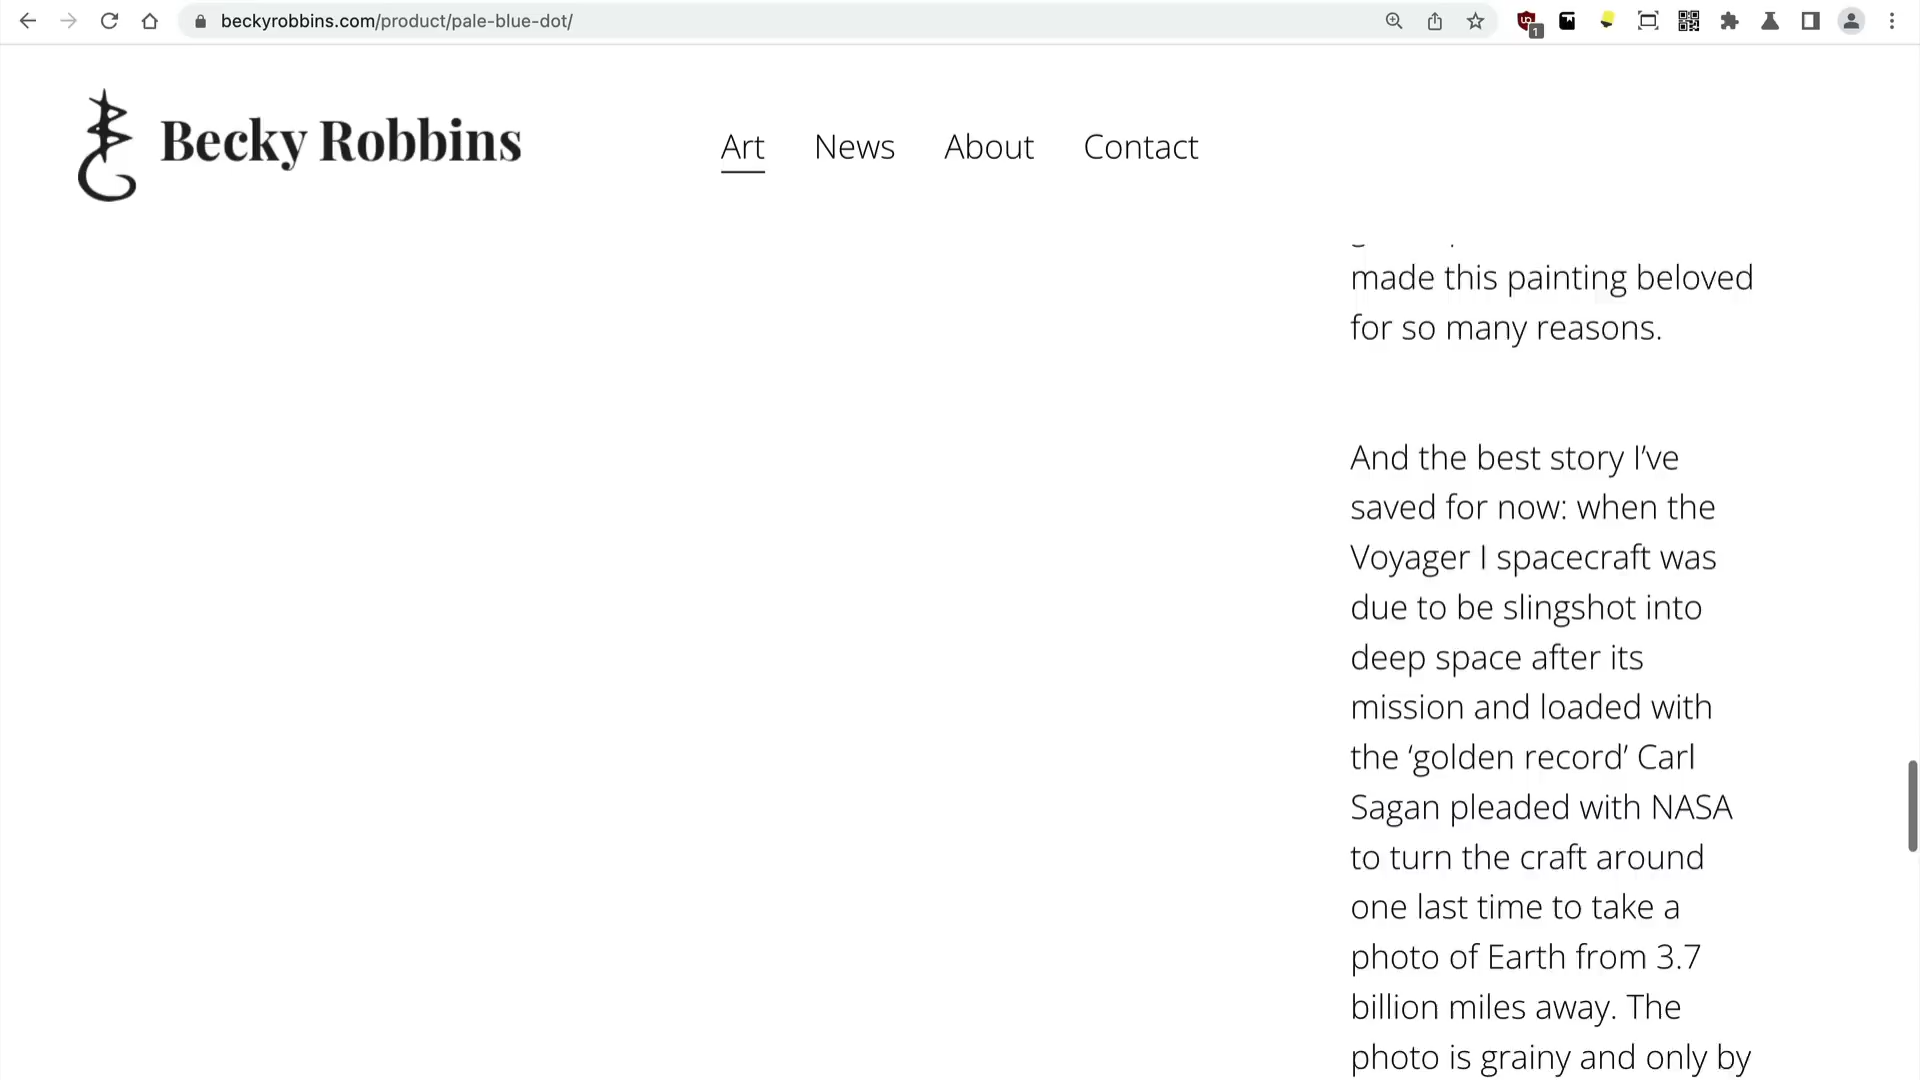 beckyrobbins.com/product/pale-blue-dot/
1
Becky Robbins
Art
News
About
Contact
made this painting beloved
for so many reasons.
And the best story I’ve
saved for now: when the
Voyager I spacecraft was
due to be slingshot into
deep space after its
mission and loaded with
the ‘golden record’ Carl
Sagan pleaded with NASA
to turn the craft around
one last time to take a
photo of Earth from 3.7
billion miles away. The
photo is grainy and only by